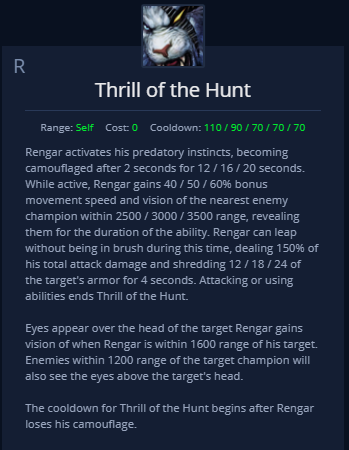 R
Thrill of the Hunt
Range: Self Cost: 0 Cooldown: 110 / 90 / 70 / 70 / 70
Rengar activates his predatory instincts, becoming
camouflaged after 2 seconds for 12 / 16 / 20 seconds.
While active, Rengar gains 40 / 50 / 60% bonus
movement speed and vision of the nearest enemy
champion within 2500 / 3000 / 3500 range, revealing
them for the duration of the ability. Rengar can leap
without being in brush during this time, dealing 150% of
his total attack damage and shredding 12 / 18 / 24 of
the target's armor for 4 seconds. Attacking or using
abilities ends Thrill of the Hunt.
Eyes appear over the head of the target Rengar gains
vision of when Rengar is within 1600 range of his target.
Enemies within 1200 range of the target champion will
also see the eyes above the target's head.
The cooldown for Thrill of the Hunt begins after Rengar
loses his camouflage.